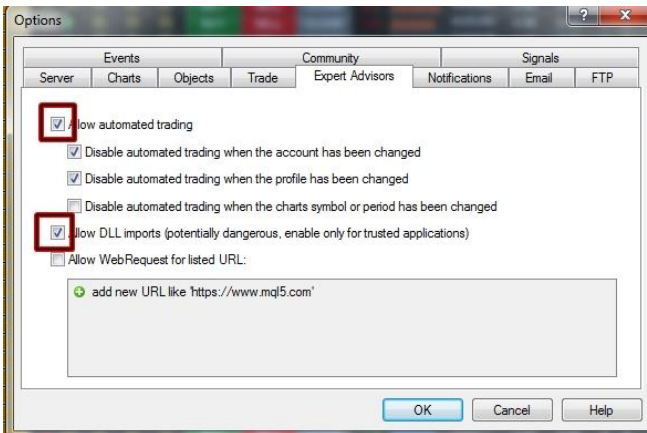 Options
Events Community Signals
Server Charts Objects Trade Expert Advisors Notifications Email FTP
Allow automated trading
Disable automated trading when the account has been changed
Disable automated trading when the profile has been changed
Disable automated trading when the charts symbol or period has been changed
Allow DLL imports (potentially dangerous, enable only for trusted applications)
Allow WebRequest for listed URL:
add new URL like 'https://www.mql5.com'
OK Cancel Help